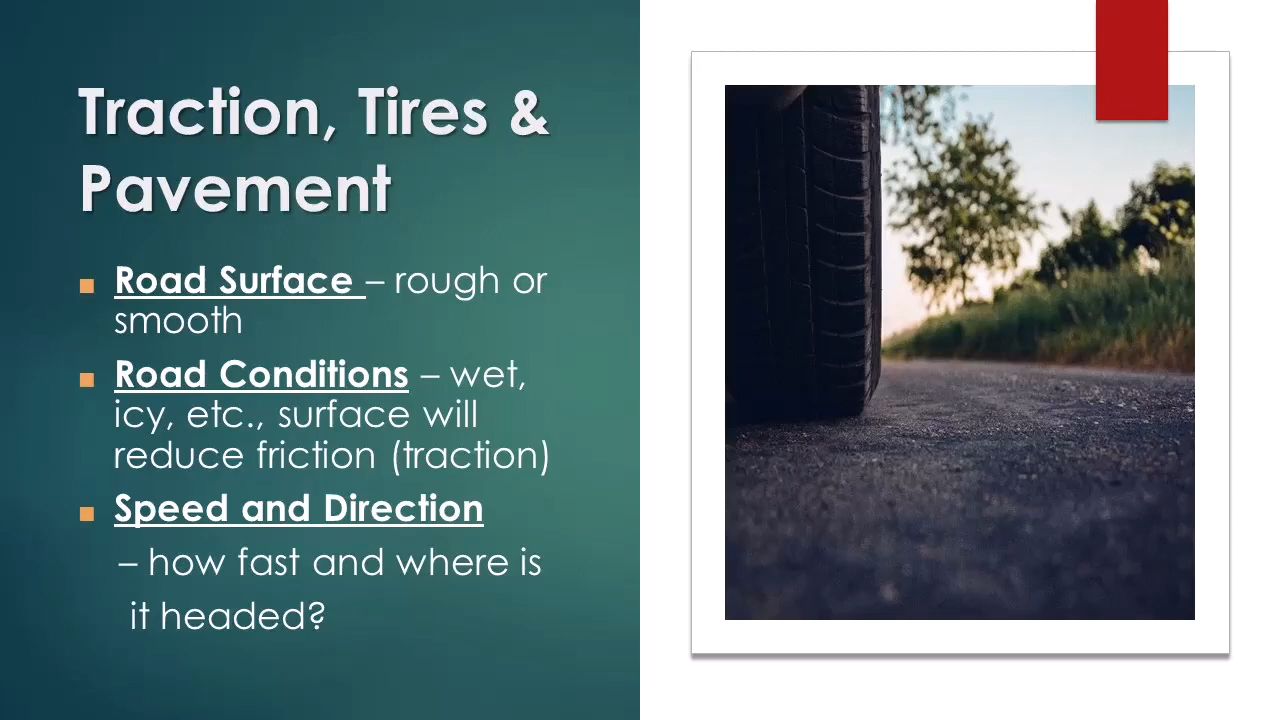 Traction, Tires &
Pavement
Road Surface – rough or
smooth
Road Conditions – wet,
icy, etc., surface will
reduce friction (traction)
Speed and Direction
– how fast and where is
it headed?